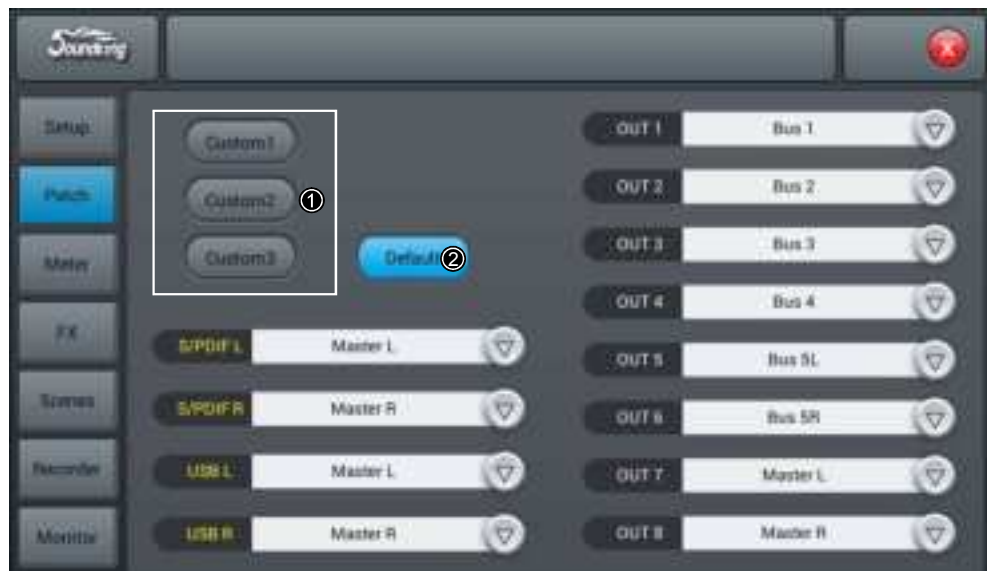 Soundking
Setup
Patch
Meter
FX
Scenes
Recorder
Monitor
Custom1
Custom2
Custom3
①
Default
②
S/PDIF L Master L
S/PDIF R Master R
USB L Master L
USB R Master R
OUT 1 Bus 1
OUT 2 Bus 2
OUT 3 Bus 3
OUT 4 Bus 4
OUT 5 Bus 5L
OUT 6 Bus 5R
OUT 7 Master L
OUT 8 Master R
X